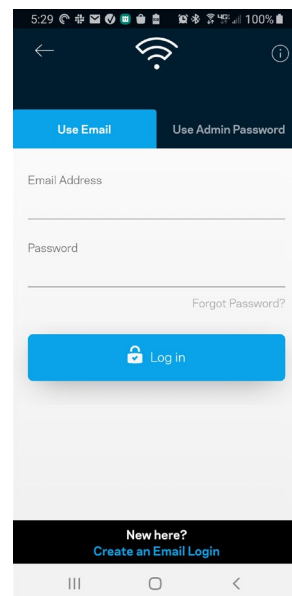 5:29 100%
Use Email Use Admin Password
Email Address
Password
Forgot Password?
Log in
New here?
Create an Email Login